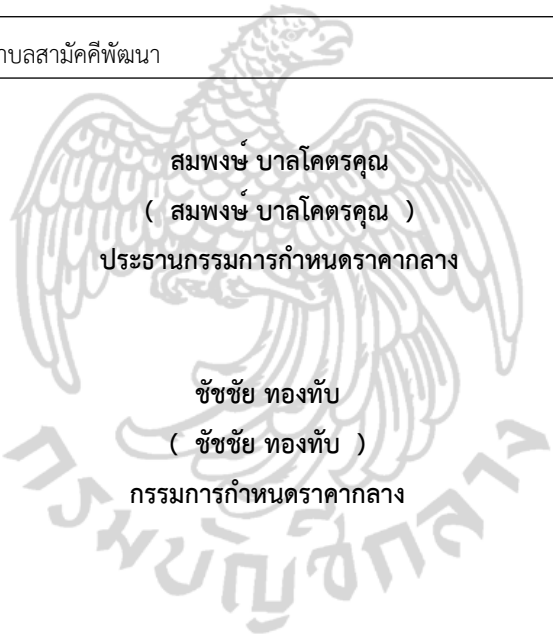 าบลสามัคคีพัฒนา
สมพงษ์ บาลโคตรคุณ
( สมพงษ์ บาลโคตรคุณ )
ประธานกรรมการกำหนดราคากลาง
ชัชชัย ทองทับ
( ชัชชัย ทองทับ )
กรรมการกำหนดราคากลาง
กรมบัญชีกลาง